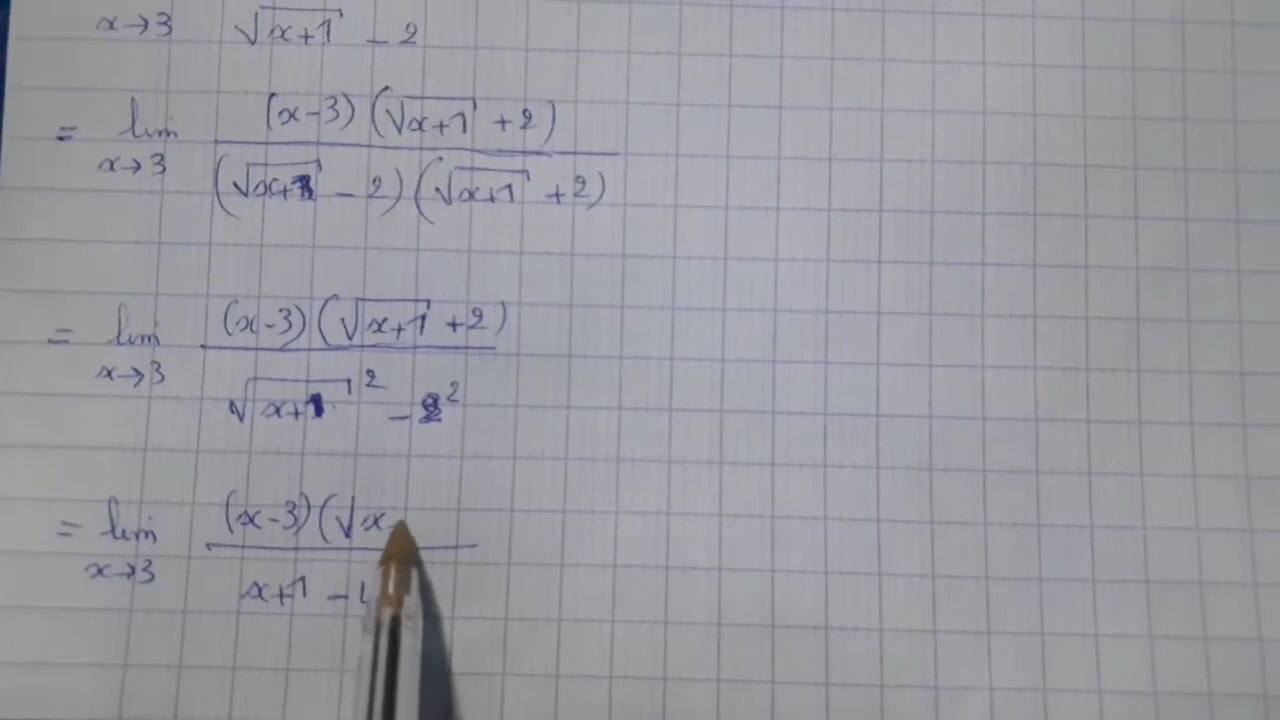 x→3 √x+1 - 2
= lim x→3 (x-3)(√x+1 +2) / (√x+1 - 2)(√x+1 +2)
= lim x→3 (x-3)(√x+1 +2) / √x+1² - 2²
= lim x→3 (x-3)(√x / x+1 -